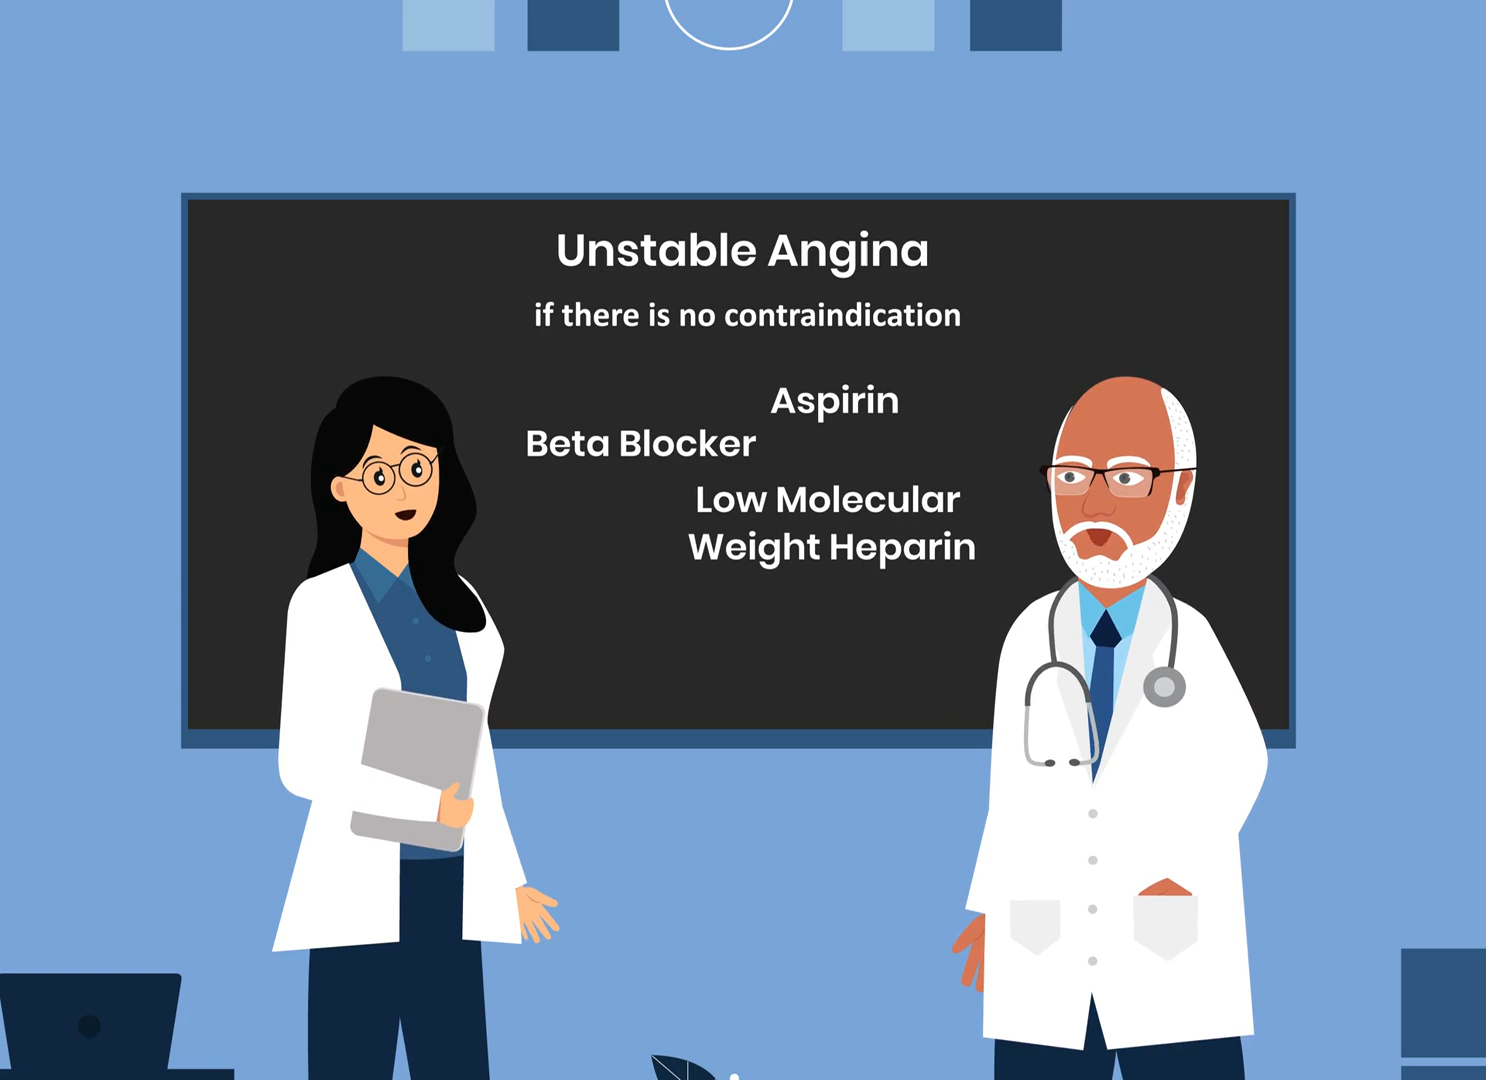 Unstable Angina
if there is no contraindication
Aspirin
Beta Blocker
Low Molecular
Weight Heparin